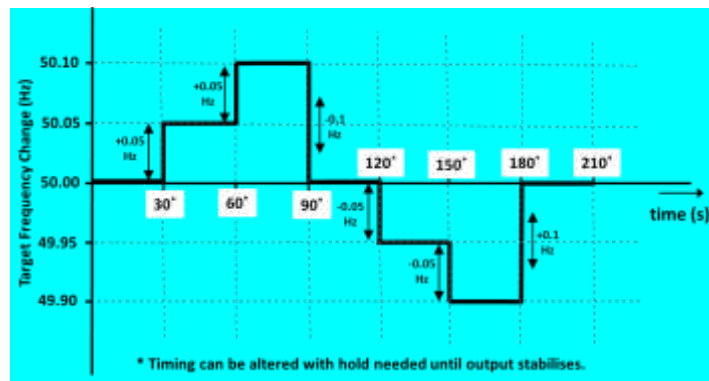 Target Frequency Change (Hz)
50.10
50.05
50.00
49.95
49.90
+0.05
Hz
+0.05
Hz
-0.1
Hz
30*
60*
90*
120*
150*
180*
210*
-0.05
Hz
-0.05
Hz
+0.1
Hz
time (s)
* Timing can be altered with hold needed until output stabilises.